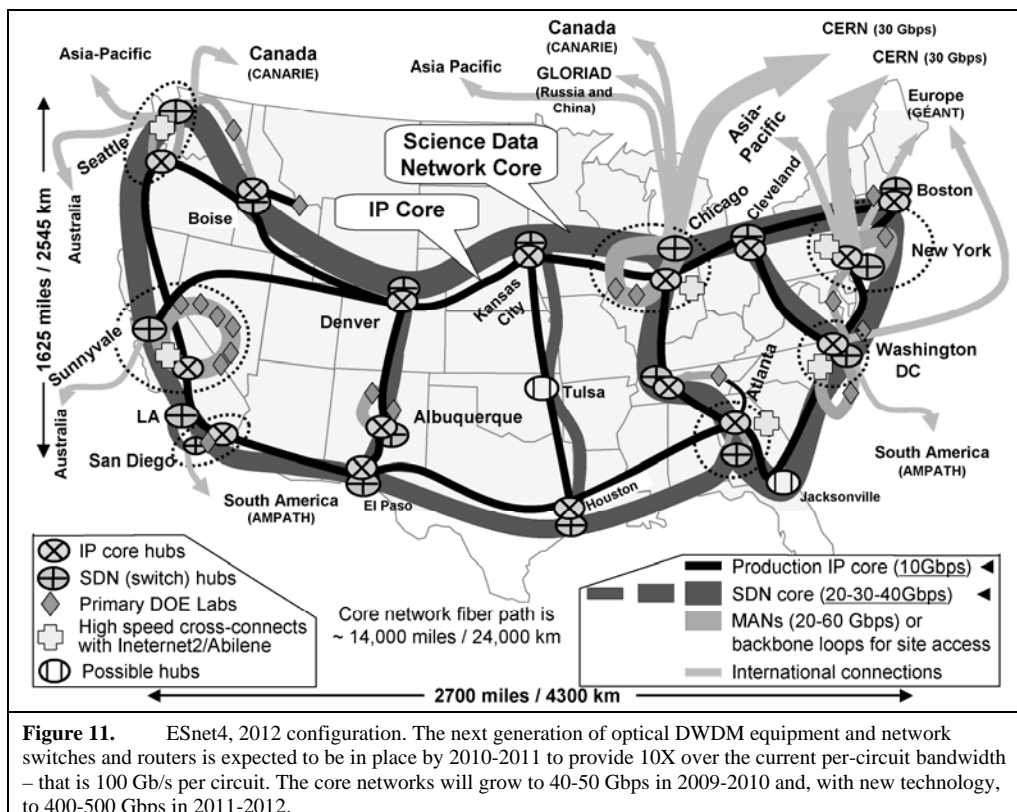 Asia-Pacific
Canada
(CANARIE)
Asia Pacific
Canada
(CANARIE)
GLORIAD
(Russia and
China)
CERN (30 Gbps)
CERN (30 Gbps)
Europe
(GÉANT)
Asia-
Pacific
Science Data
Network Core
IP Core
Seattle
Boise
Chicago
Cleveland
Boston
New York
Australia
1625 miles / 2545 km
Denver
Kansas
City
Sunnyvale
Washington
DC
Tulsa
Atlanta
LA
Albuquerque
San Diego
Australia
South America
(AMPATH)
El Paso
Houston
Jacksonville
South America
(AMPATH)
IP core hubs
SDN (switch) hubs
Primary DOE Labs
High speed cross-connects
with Ineternet2/Abilene
Possible hubs
Core network fiber path is
~ 14,000 miles / 24,000 km
Production IP core (10Gbps) ◄
SDN core (20-30-40Gbps) ◄
MANs (20-60 Gbps) or
backbone loops for site access
International connections
2700 miles / 4300 km
Figure 11. ESnet4, 2012 configuration. The next generation of optical DWDM equipment and network
switches and routers is expected to be in place by 2010-2011 to provide 10X over the current per-circuit bandwidth
– that is 100 Gb/s per circuit. The core networks will grow to 40-50 Gbps in 2009-2010 and, with new technology,
to 400-500 Gbps in 2011-2012.